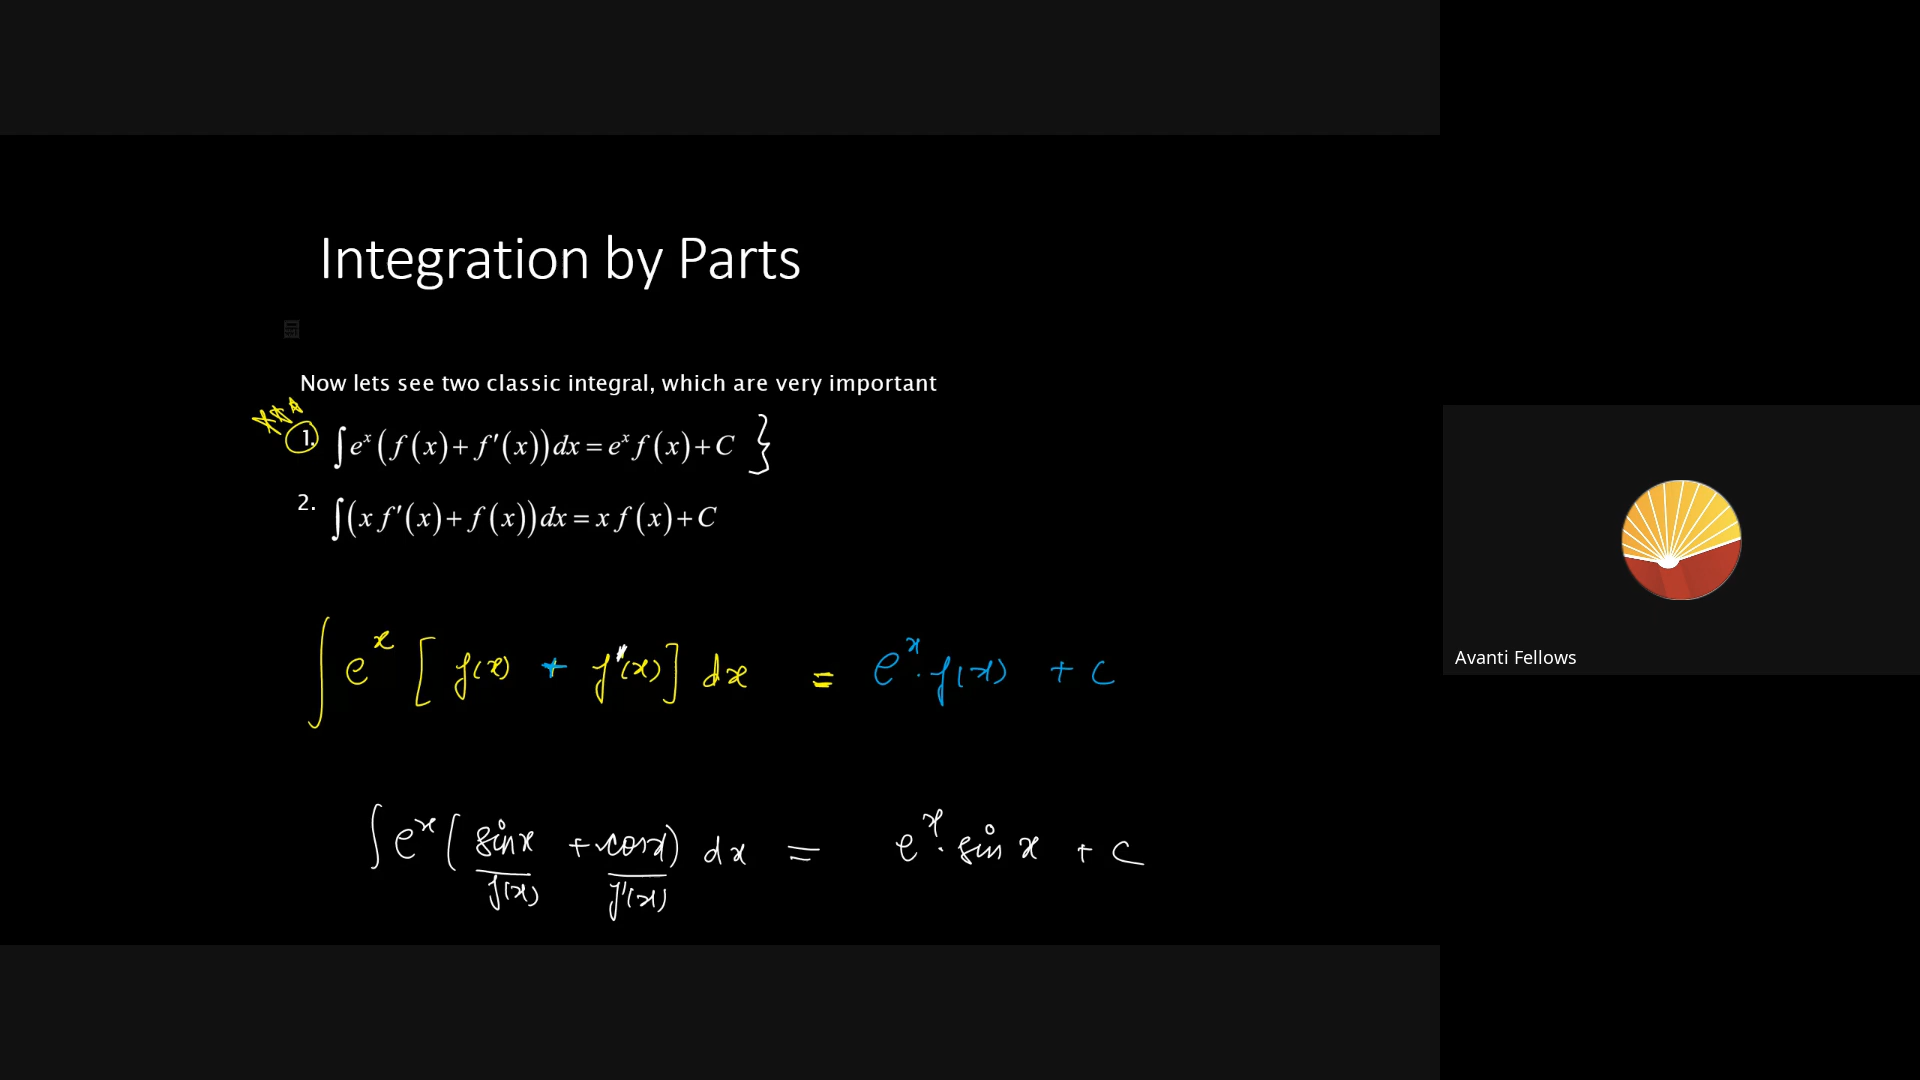 Integration by Parts
Now lets see two classic integral, which are very important
1. ∫eˣ(f(x)+f′(x))dx=eˣf(x)+C }
2. ∫(xf′(x)+f(x))dx=xf(x)+C
∫eˣ[f(x) + f'(x)] dx = eˣ.f(x) + C
∫eˣ(sinx + cosx) dx = eˣ.sin x + C
f(x) f'(x)
Avanti Fellows